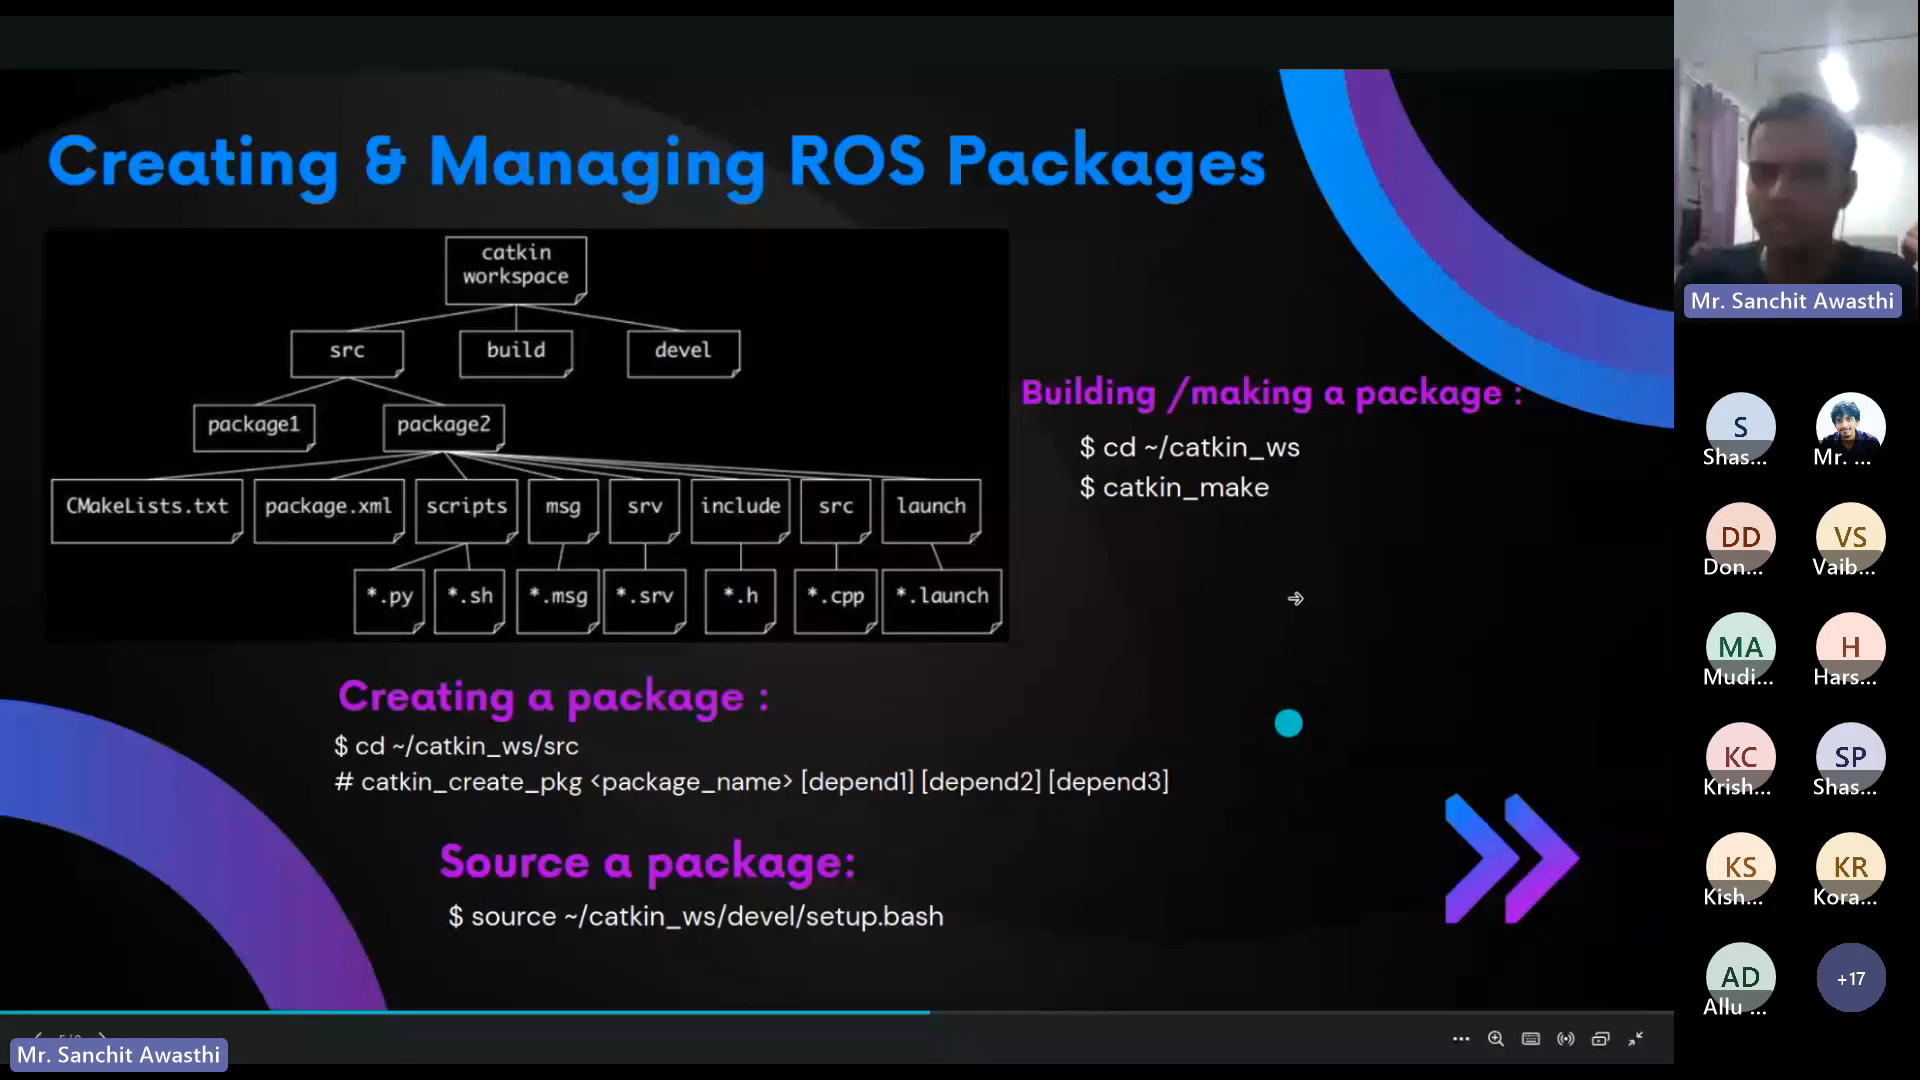 Creating & Managing ROS Packages
catkin
workspace
src
build
devel
package1
package2
CMakeLists.txt
package.xml
scripts
msg
srv
include
src
launch
*.py
*.sh
*.msg
*.srv
*.h
*.cpp
*.launch
Building /making a package :
$ cd ~/catkin_ws
$ catkin_make
Creating a package :
$ cd ~/catkin_ws/src
# catkin_create_pkg <package_name> [depend1] [depend2] [depend3]
Source a package:
$ source ~/catkin_ws/devel/setup.bash
Mr. Sanchit Awasthi
Mr. Sanchit Awasthi
S
Shas...
Mr. ...
DD
Don...
VS
Vaib...
MA
Mudi...
H
Hars...
KC
Krish...
SP
Shas...
KS
Kish...
KR
Kora...
AD
Allu ...
+17